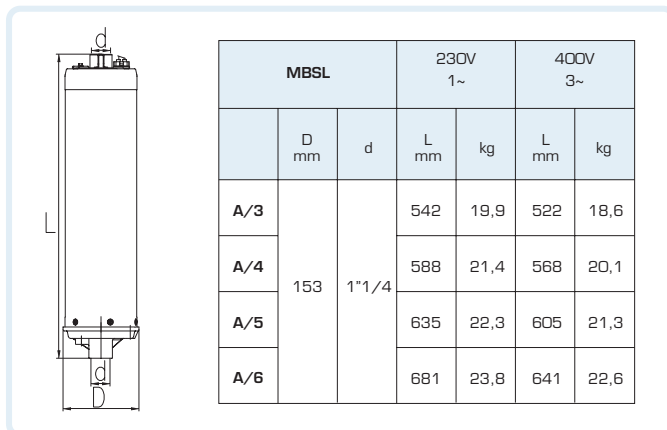 d
L
d
D
MBSL 230V 1~ 400V 3~
D mm d L mm kg L mm kg
A/3 542 19,9 522 18,6
A/4 588 21,4 568 20,1
153 1"1/4
A/5 635 22,3 605 21,3
A/6 681 23,8 641 22,6